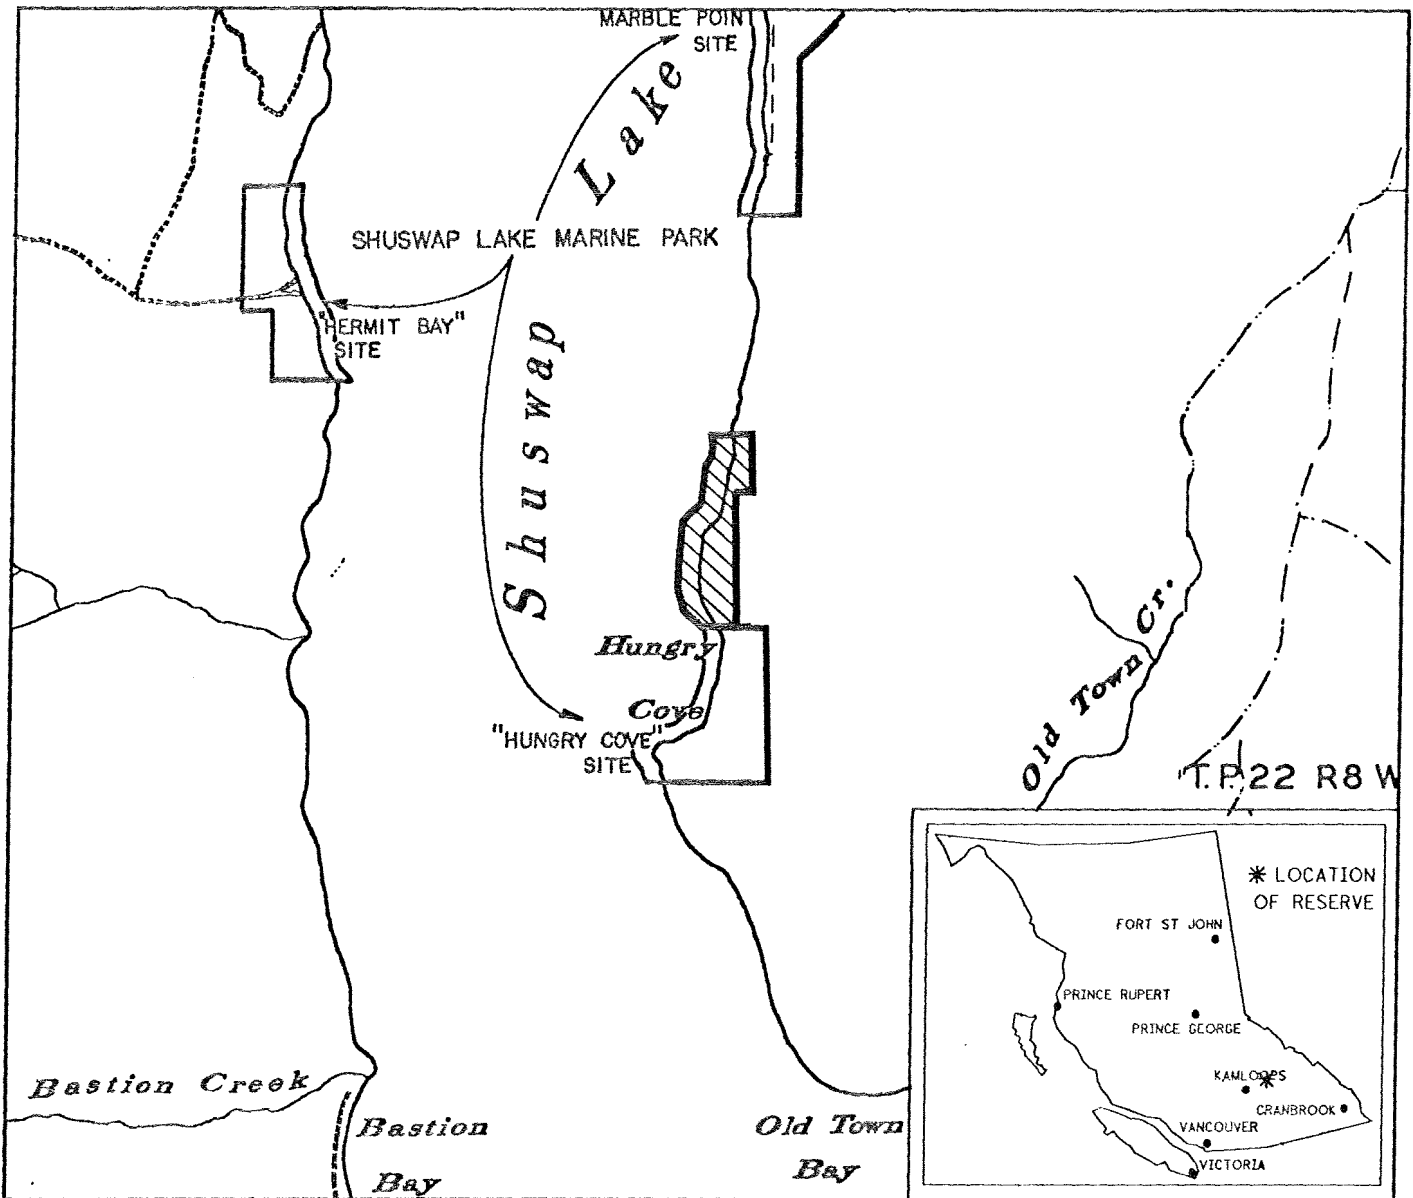 MARBLE POIN
SITE
Lake
SHUSWAP LAKE MARINE PARK
"HERMIT BAY"
SITE
Shuswap
Hungry
Cove
"HUNGRY COVE"
SITE
Old Town Cr.
T.P. 22 R8 W
* LOCATION
OF RESERVE
FORT ST JOHN
PRINCE RUPERT
PRINCE GEORGE
KAMLOOPS
CRANBROOK
VANCOUVER
VICTORIA
Bastion Creek
Bastion
Bay
Old Town
Bay